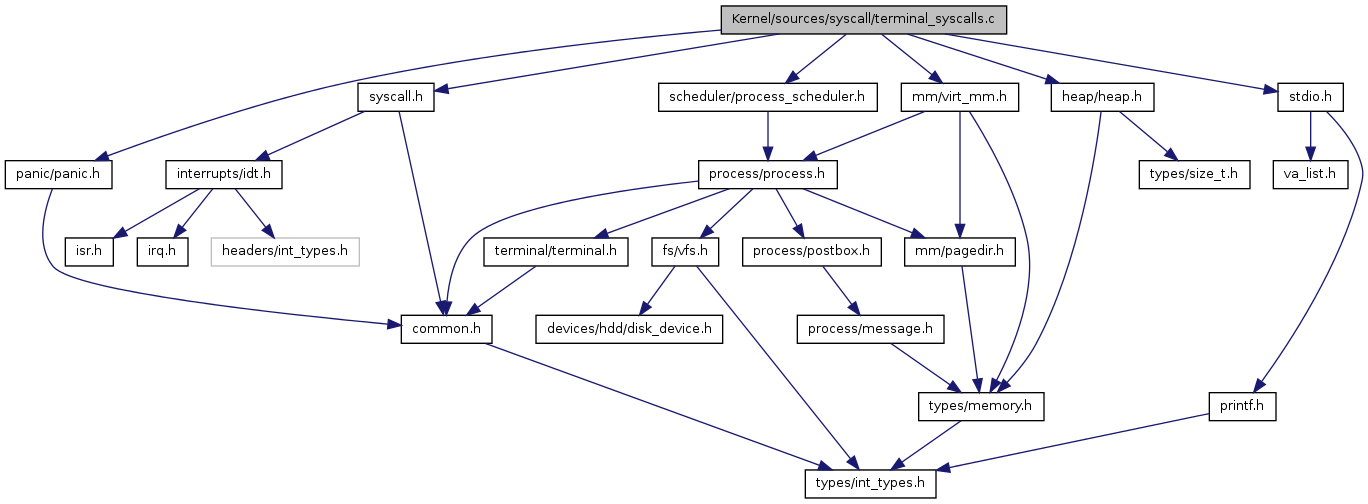 Kernel/sources/syscall/terminal_syscalls.c
syscall.h
scheduler/process_scheduler.h
mm/virt_mm.h
heap/heap.h
stdio.h
panic/panic.h
interrupts/idt.h
process/process.h
types/size_t.h
va_list.h
isr.h
irq.h
headers/int_types.h
terminal/terminal.h
fs/vfs.h
process/postbox.h
mm/pagedir.h
common.h
devices/hdd/disk_device.h
process/message.h
types/memory.h
printf.h
types/int_types.h